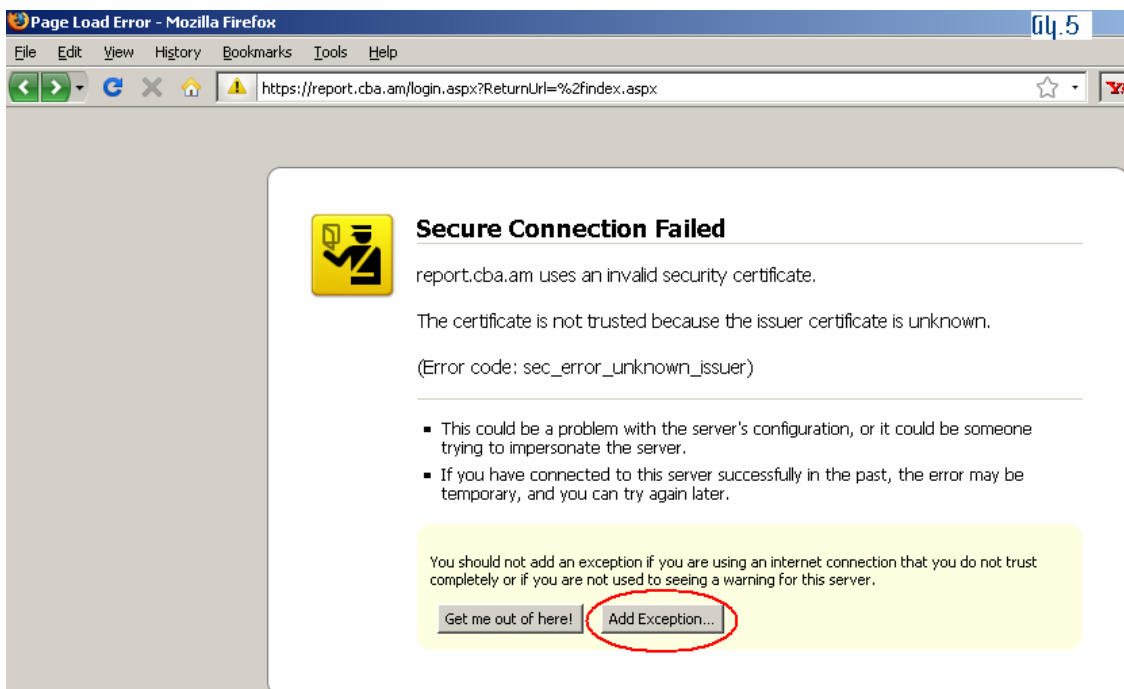 Page Load Error - Mozilla Firefox
Նկ.5
File Edit View History Bookmarks Tools Help
https://report.cba.am/login.aspx?ReturnUrl=%2findex.aspx
Secure Connection Failed
report.cba.am uses an invalid security certificate.
The certificate is not trusted because the issuer certificate is unknown.
(Error code: sec_error_unknown_issuer)
▪ This could be a problem with the server's configuration, or it could be someone
trying to impersonate the server.
▪ If you have connected to this server successfully in the past, the error may be
temporary, and you can try again later.
You should not add an exception if you are using an internet connection that you do not trust
completely or if you are not used to seeing a warning for this server.
Get me out of here! Add Exception...